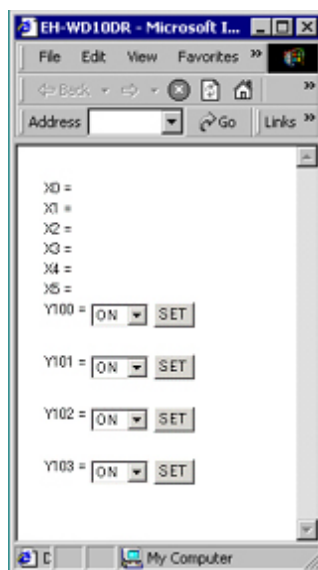 EH-WD10DR - Microsoft I...
File Edit View Favorites »
Back »
Address Go Links »
X0 =
X1 =
X2 =
X3 =
X4 =
X5 =
Y100 = ON SET
Y101 = ON SET
Y102 = ON SET
Y103 = ON SET
My Computer